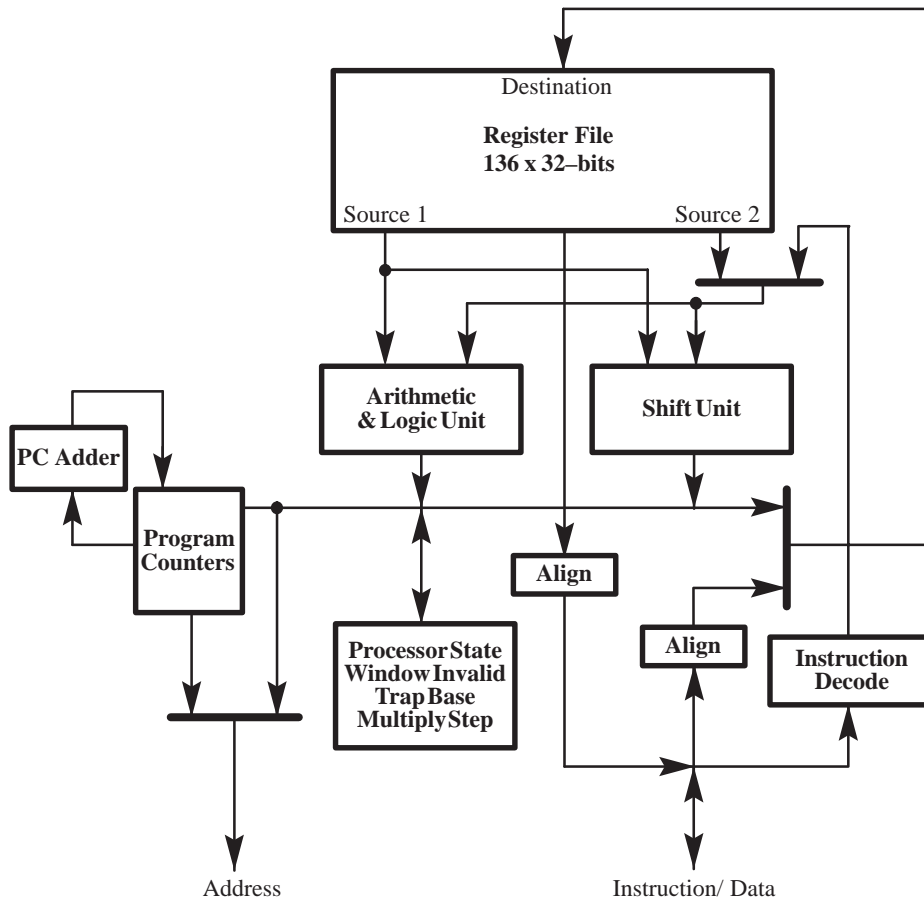 Destination
Register File
136 x 32–bits
Source 1
Source 2
Arithmetic
& Logic Unit
Shift Unit
PC Adder
Program
Counters
Align
Processor State
Window Invalid
Trap Base
Multiply Step
Align
Instruction
Decode
Address
Instruction/ Data